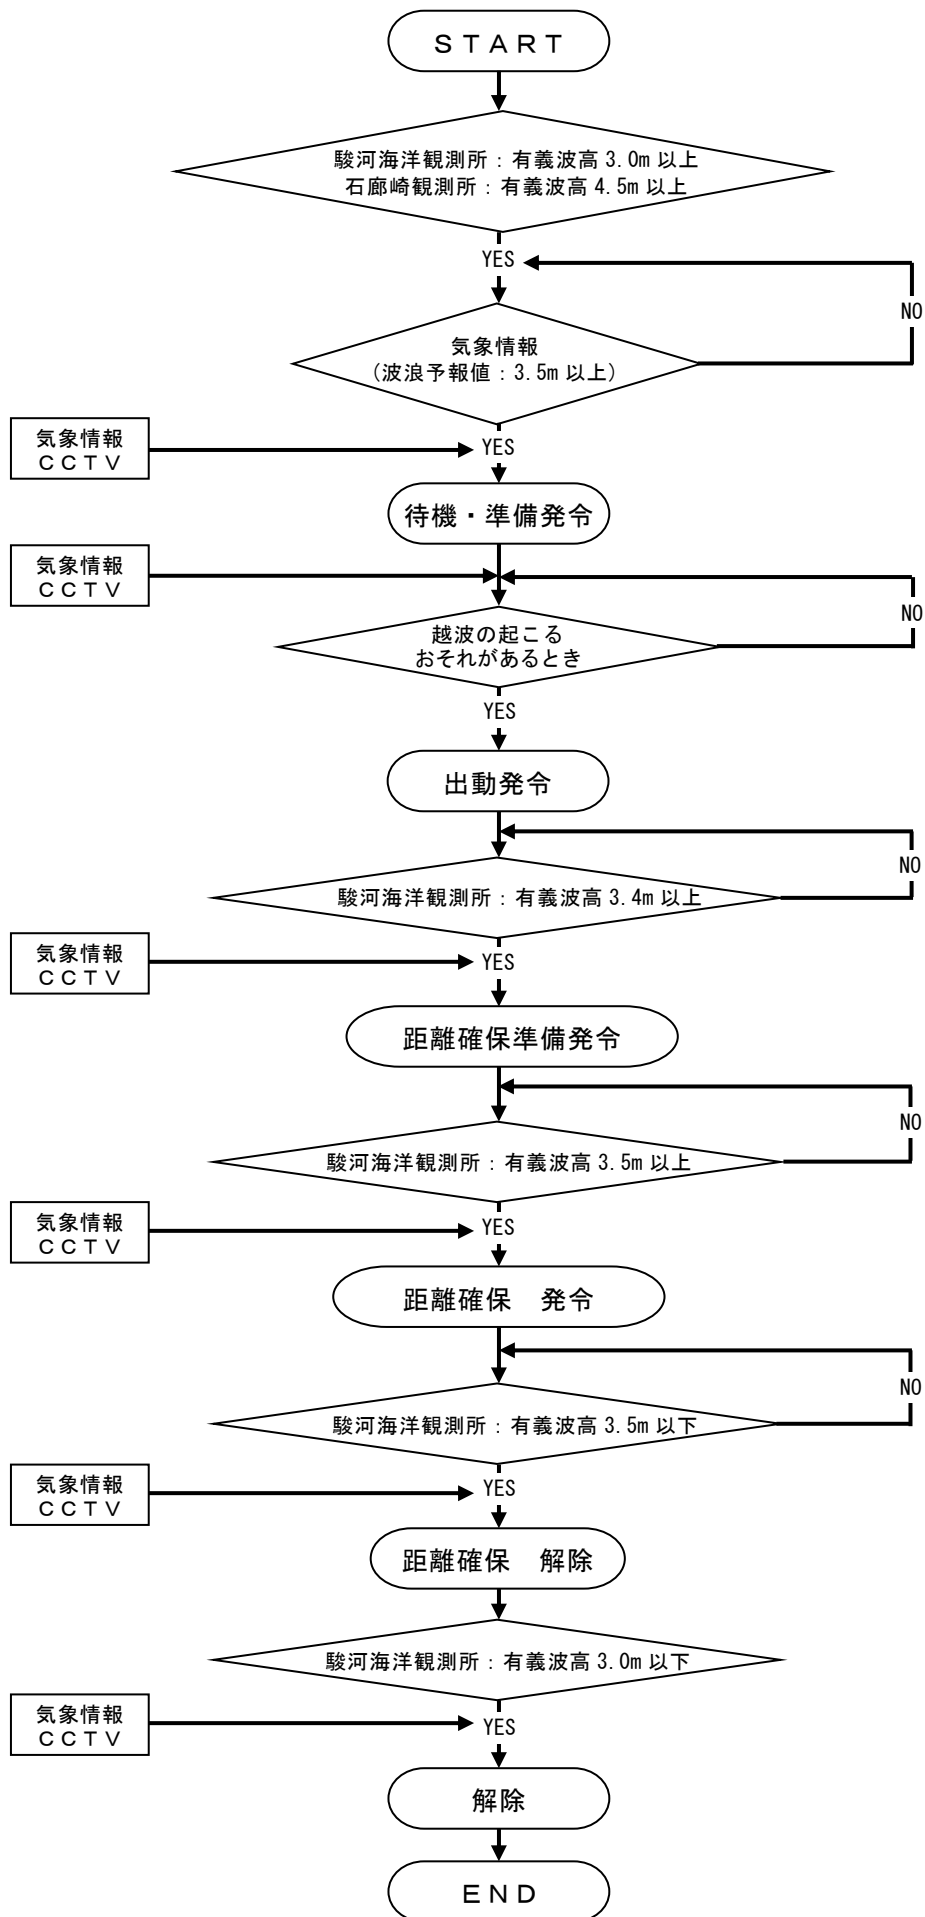 ＳＴＡＲＴ
駿河海洋観測所：有義波高 3.0m 以上
石廊崎観測所：有義波高 4.5m 以上
YES
NO
気象情報
（波浪予報値：3.5m 以上）
気象情報
ＣＣＴＶ
YES
待機・準備発令
気象情報
ＣＣＴＶ
NO
越波の起こる
おそれがあるとき
YES
出動発令
NO
駿河海洋観測所：有義波高 3.4m 以上
気象情報
ＣＣＴＶ
YES
距離確保準備発令
NO
駿河海洋観測所：有義波高 3.5m 以上
気象情報
ＣＣＴＶ
YES
距離確保　発令
NO
駿河海洋観測所：有義波高 3.5m 以下
気象情報
ＣＣＴＶ
YES
距離確保　解除
駿河海洋観測所：有義波高 3.0m 以下
気象情報
ＣＣＴＶ
YES
解除
ＥＮＤ